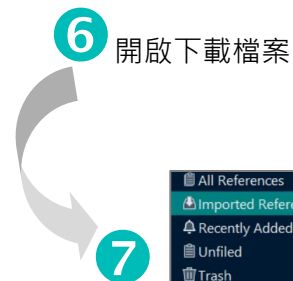 6 開啟下載檔案
All References
Imported Refere
Recently Added
7
Unfiled
Trash